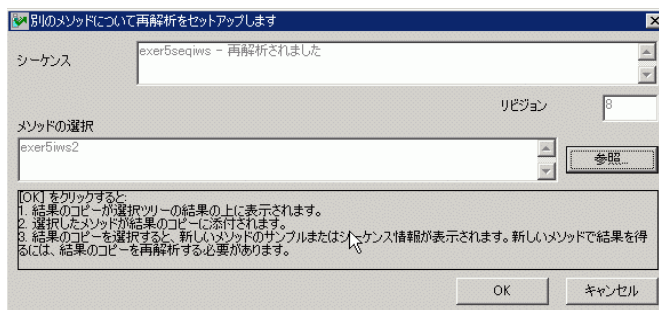 別のメソッドについて再解析をセットアップします
シーケンス
exer5seqiws - 再解析されました
リビジョン
8
メソッドの選択
exer5iws2
参照...
[OK] をクリックすると:
1. 結果のコピーが選択ツリーの結果の上に表示されます。
2. 選択したメソッドが結果のコピーに添付されます。
3. 結果のコピーを選択すると、新しいメソッドのサンプルまたはシーケンス情報が表示されます。新しいメソッドで結果を得
るには、結果のコピーを再解析する必要があります。
OK
キャンセル